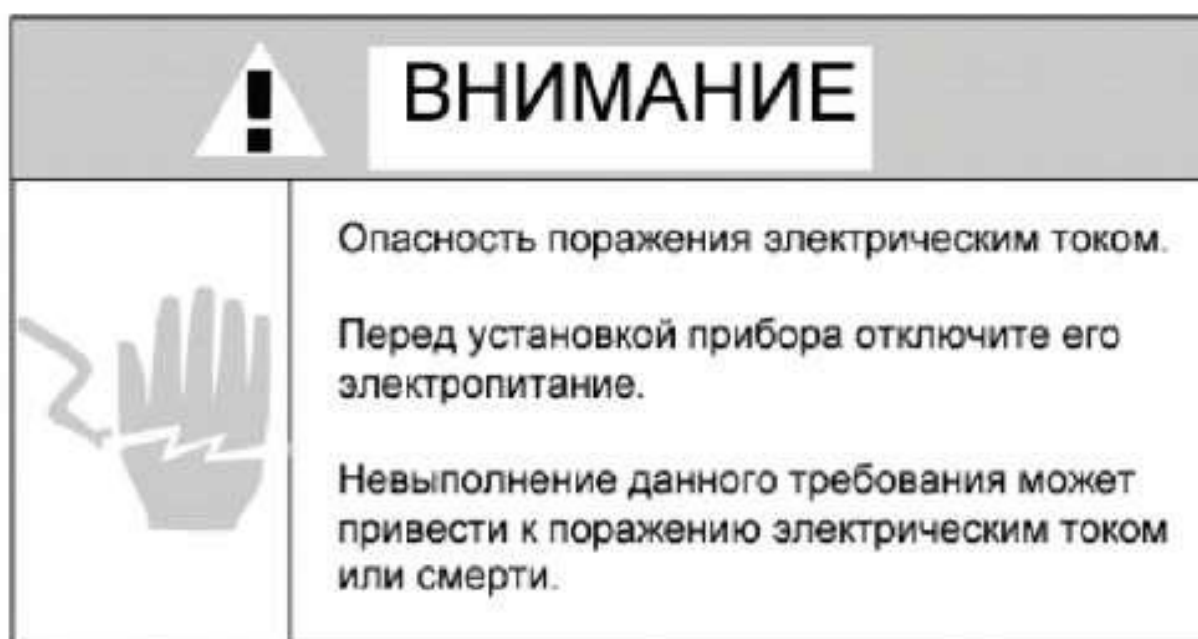 ВНИМАНИЕ
Опасность поражения электрическим током.
Перед установкой прибора отключите его
электропитание.
Невыполнение данного требования может
привести к поражению электрическим током
или смерти.